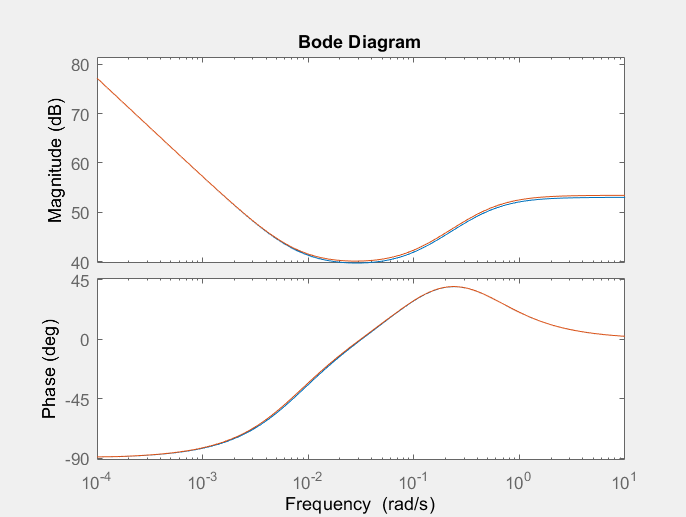 Bode Diagram
Magnitude (dB)
80
70
60
50
40
Phase (deg)
45
0
-45
-90
10^-4 10^-3 10^-2 10^-1 10^0 10^1
Frequency (rad/s)